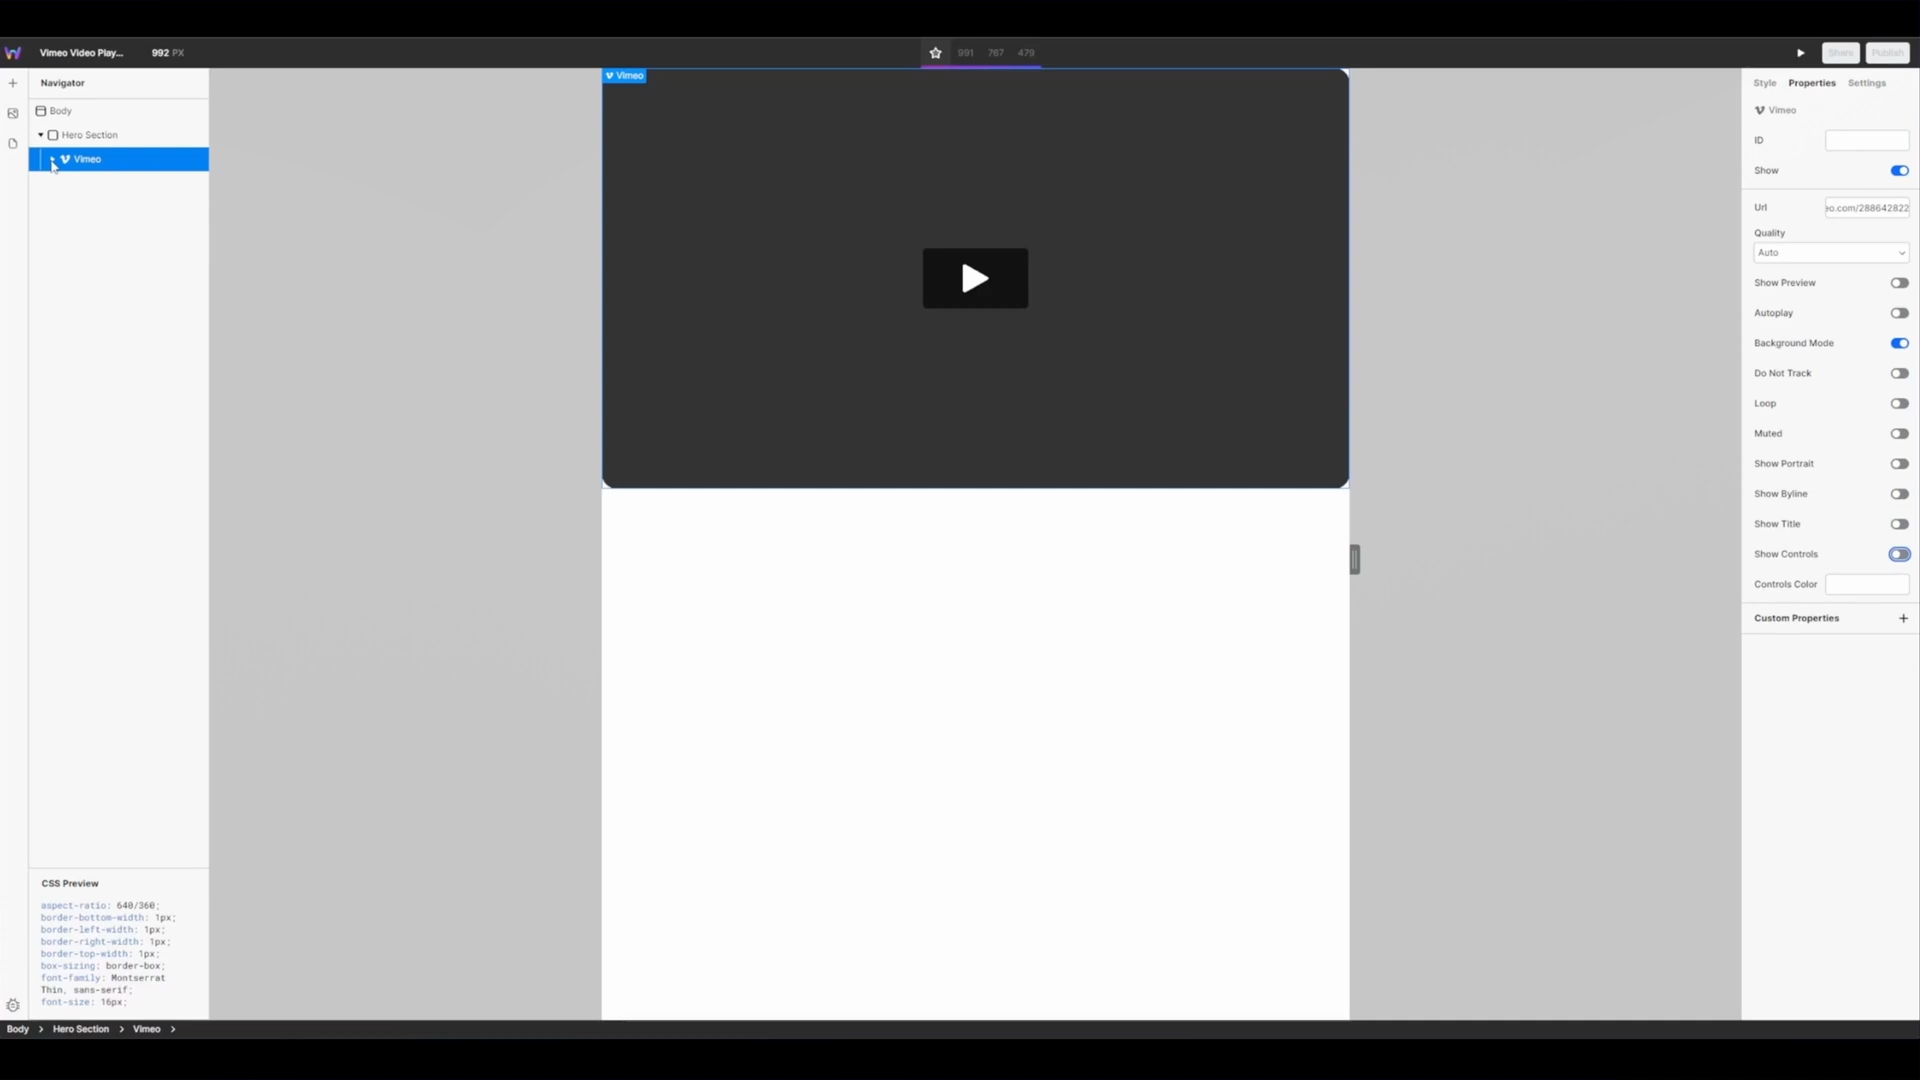 Vimeo Video Play... 992 PX 991 767 479 Share Publish
Navigator
Body
Hero Section
Vimeo
CSS Preview
aspect-ratio: 640/360;
border-bottom-width: 1px;
border-left-width: 1px;
border-right-width: 1px;
border-top-width: 1px;
box-sizing: border-box;
font-family: Montserrat
Thin, sans-serif;
font-size: 16px;
Vimeo
Style Properties Settings
Vimeo
ID
Show
Url eo.com/288642822
Quality
Auto
Show Preview
Autoplay
Background Mode
Do Not Track
Loop
Muted
Show Portrait
Show Byline
Show Title
Show Controls
Controls Color
Custom Properties +
Body > Hero Section > Vimeo >